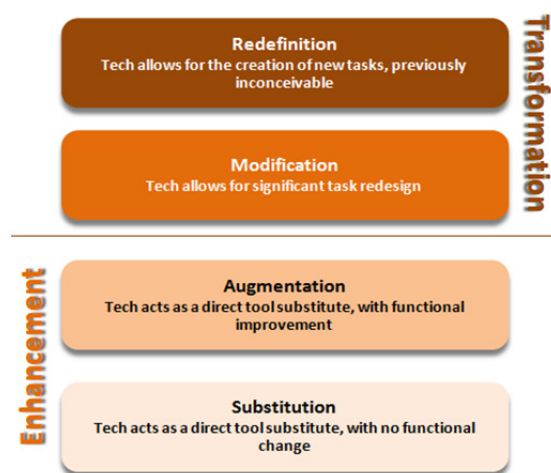 Redefinition
Tech allows for the creation of new tasks, previously
inconceivable
Transformation
Modification
Tech allows for significant task redesign
Enhancement
Augmentation
Tech acts as a direct tool substitute, with functional
improvement
Substitution
Tech acts as a direct tool substitute, with no functional
change